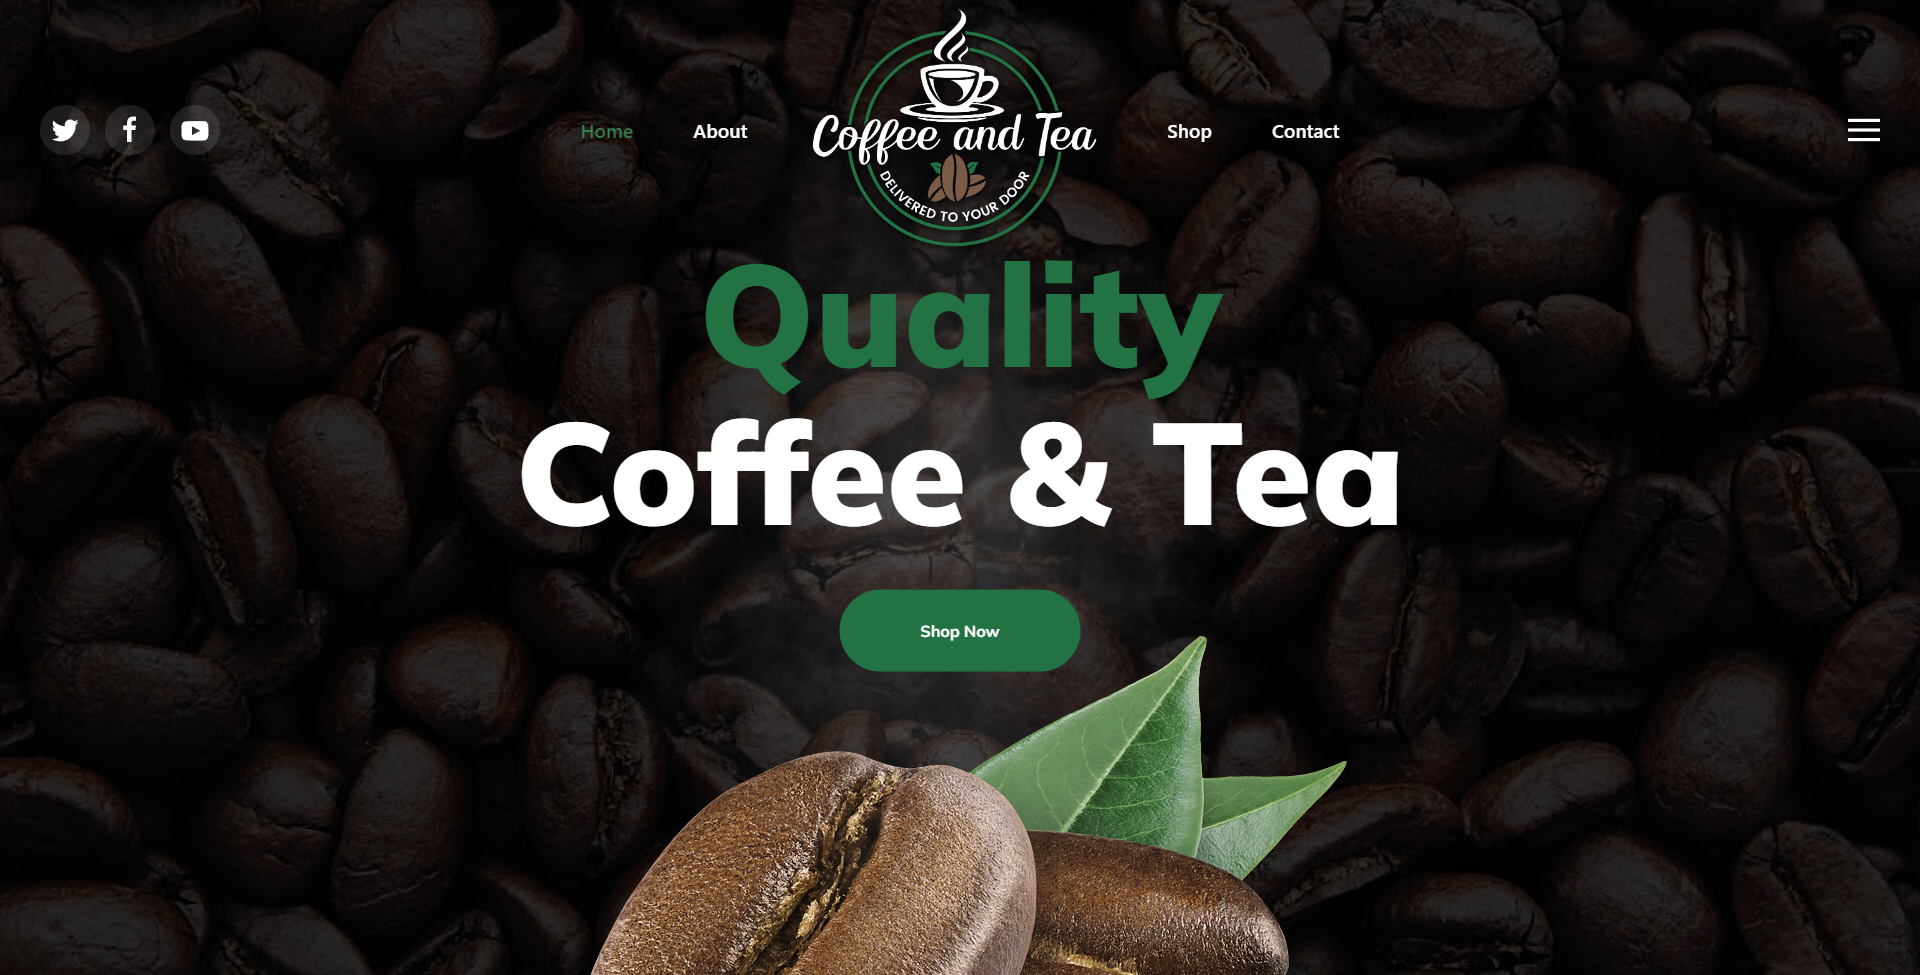 Home
About
Coffee and Tea
DELIVERED TO YOUR DOOR
Shop
Contact
Quality
Coffee & Tea
Shop Now